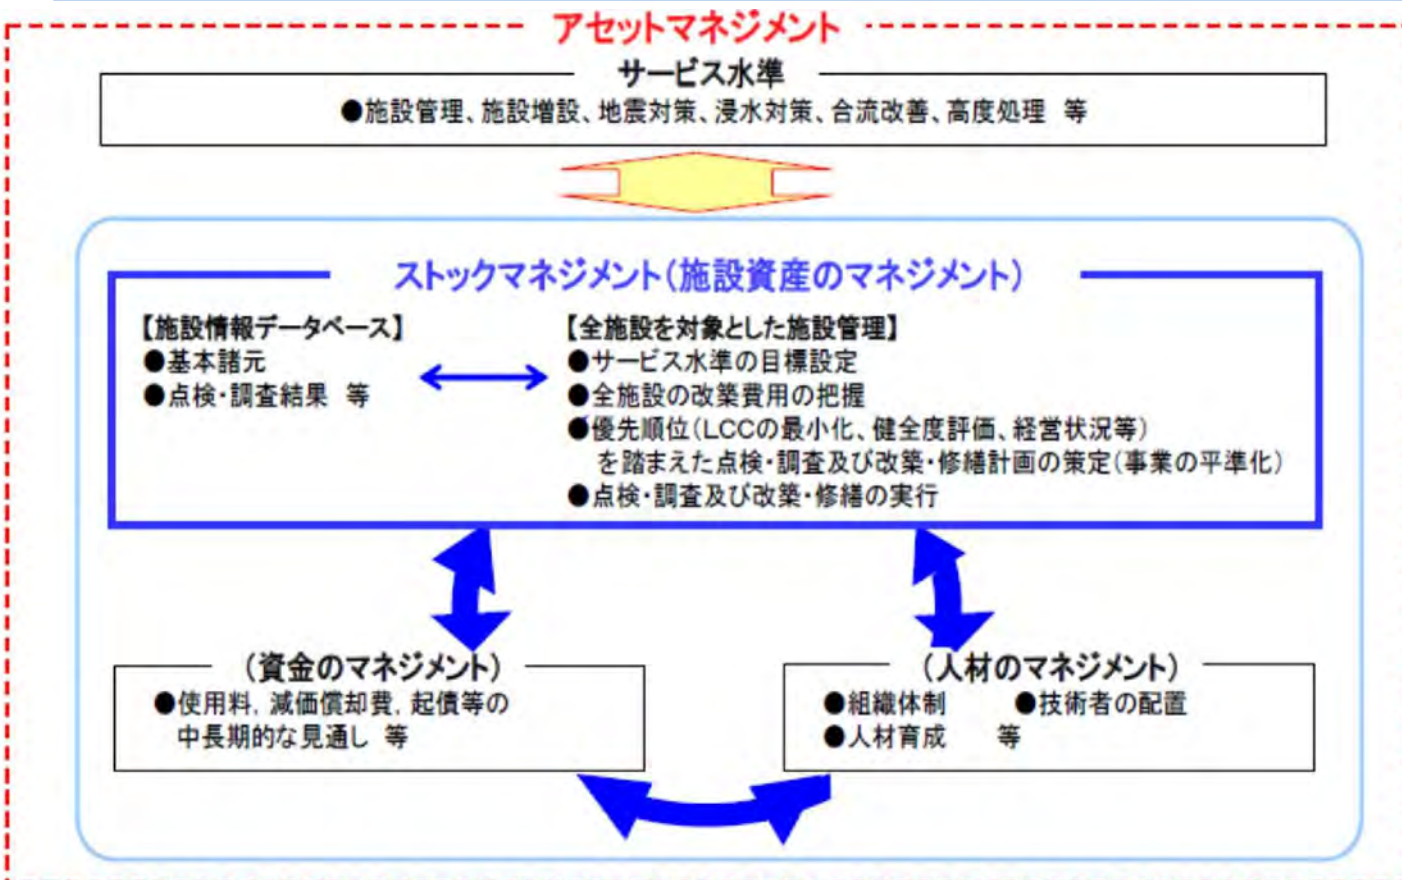 アセットマネジメント
サービス水準
●施設管理、施設増設、地震対策、浸水対策、合流改善、高度処理 等
ストックマネジメント(施設資産のマネジメント)
【施設情報データベース】
●基本諸元
●点検・調査結果 等
【全施設を対象とした施設管理】
●サービス水準の目標設定
●全施設の改築費用の把握
●優先順位(LCCの最小化、健全度評価、経営状況等)
を踏まえた点検・調査及び改築・修繕計画の策定(事業の平準化)
●点検・調査及び改築・修繕の実行
(資金のマネジメント)
●使用料, 減価償却費, 起債等の
中長期的な見通し 等
(人材のマネジメント)
●組織体制 ●技術者の配置
●人材育成 等